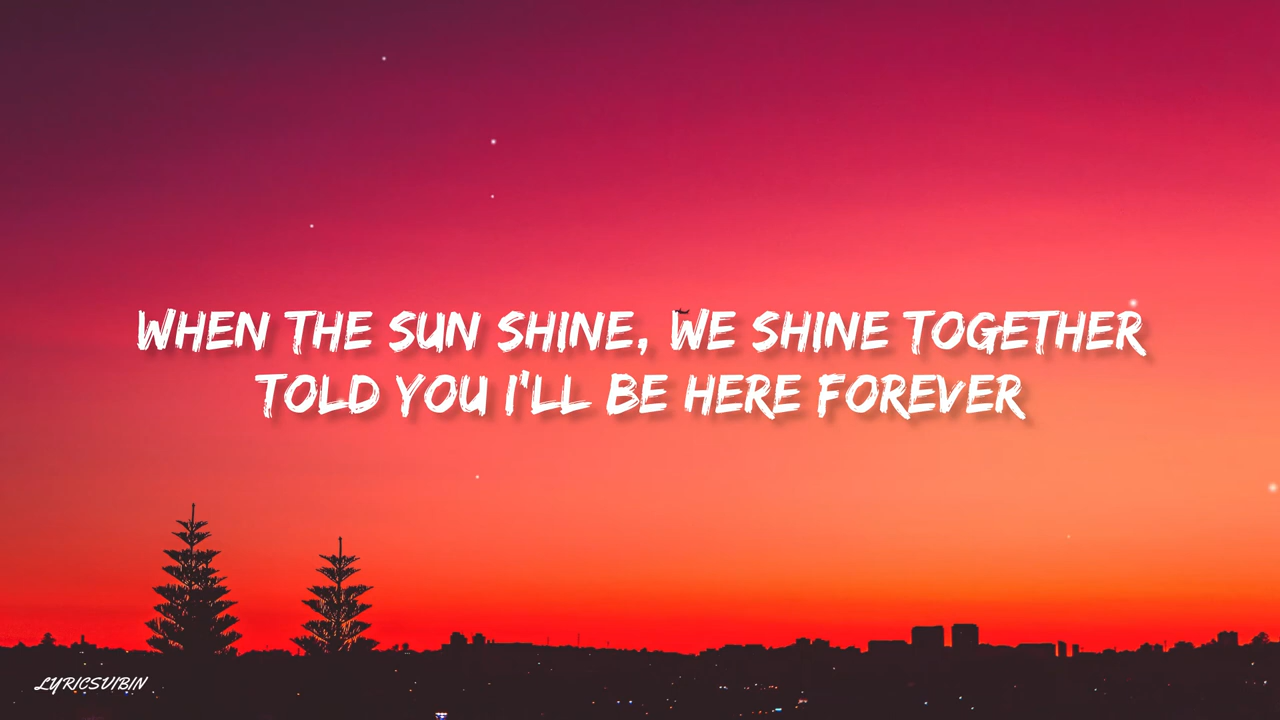 WHEN THE SUN SHINE, WE SHINE TOGETHER
TOLD YOU I'LL BE HERE FOREVER
LYRICSVIBIN